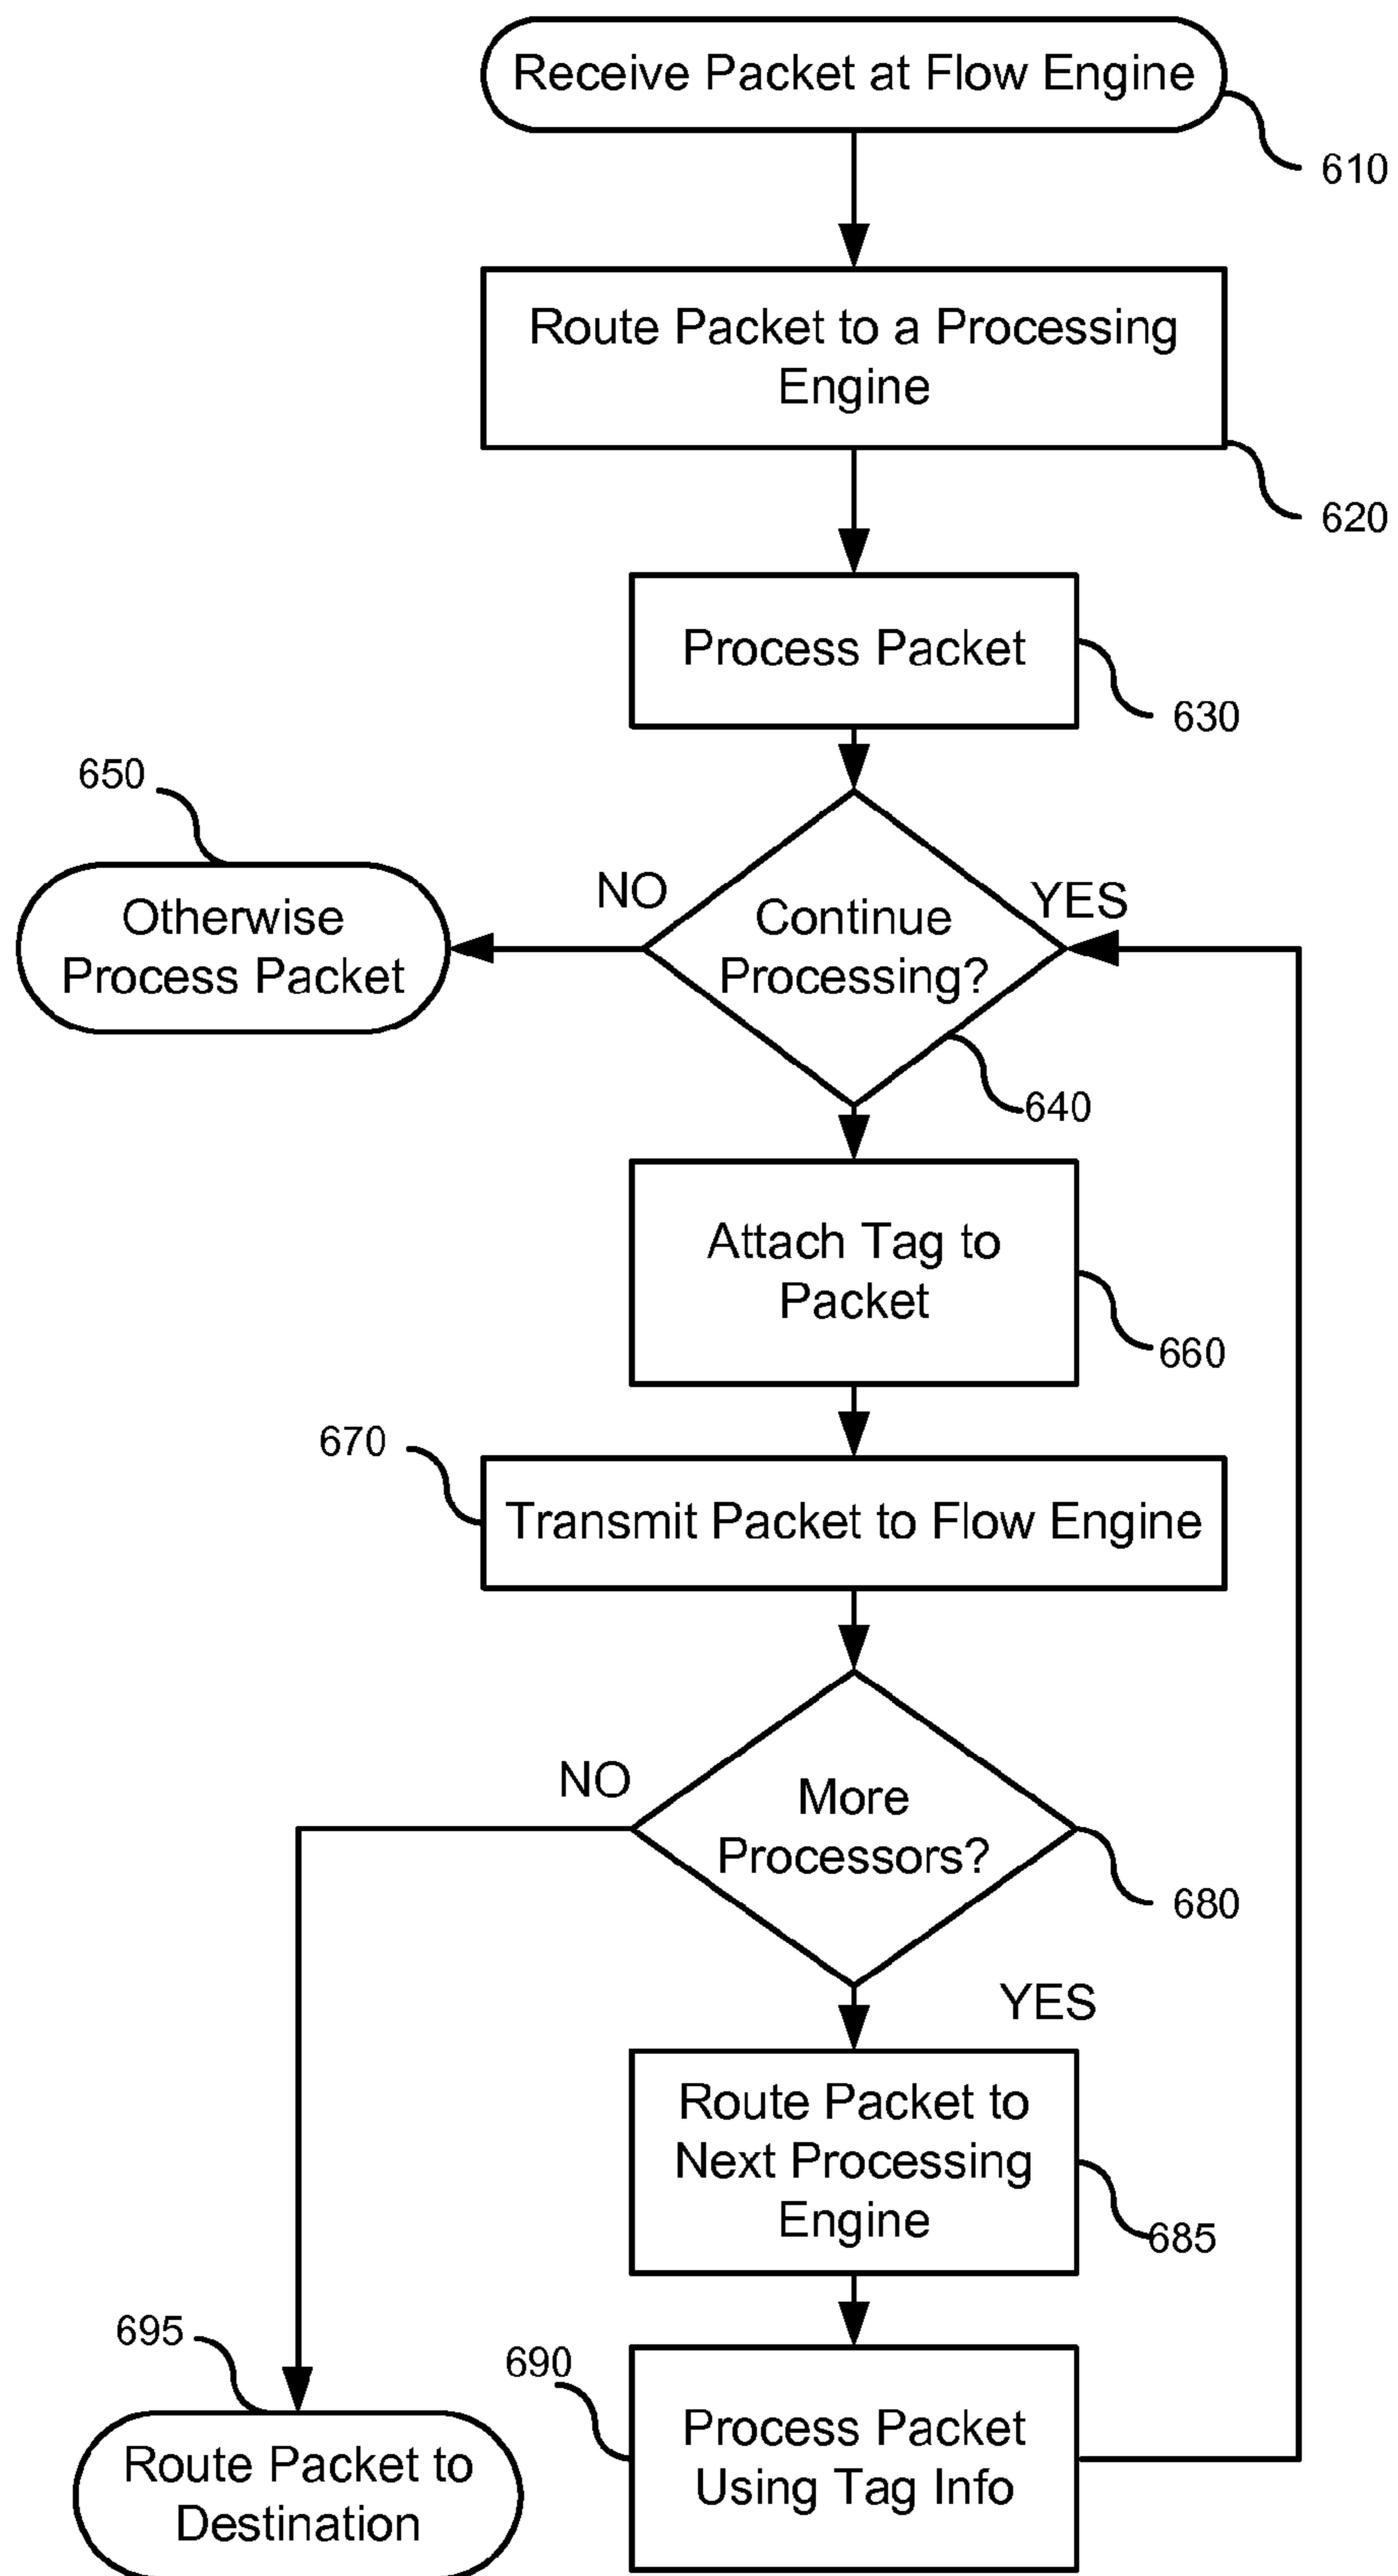 Receive Packet at Flow Engine
610
Route Packet to a Processing
Engine
620
Process Packet
630
650
Otherwise
Process Packet
NO
Continue
Processing?
YES
640
Attach Tag to
Packet
660
670
Transmit Packet to Flow Engine
NO
More
Processors?
680
YES
Route Packet to
Next Processing
Engine
685
695
Route Packet to
Destination
690
Process Packet
Using Tag Info